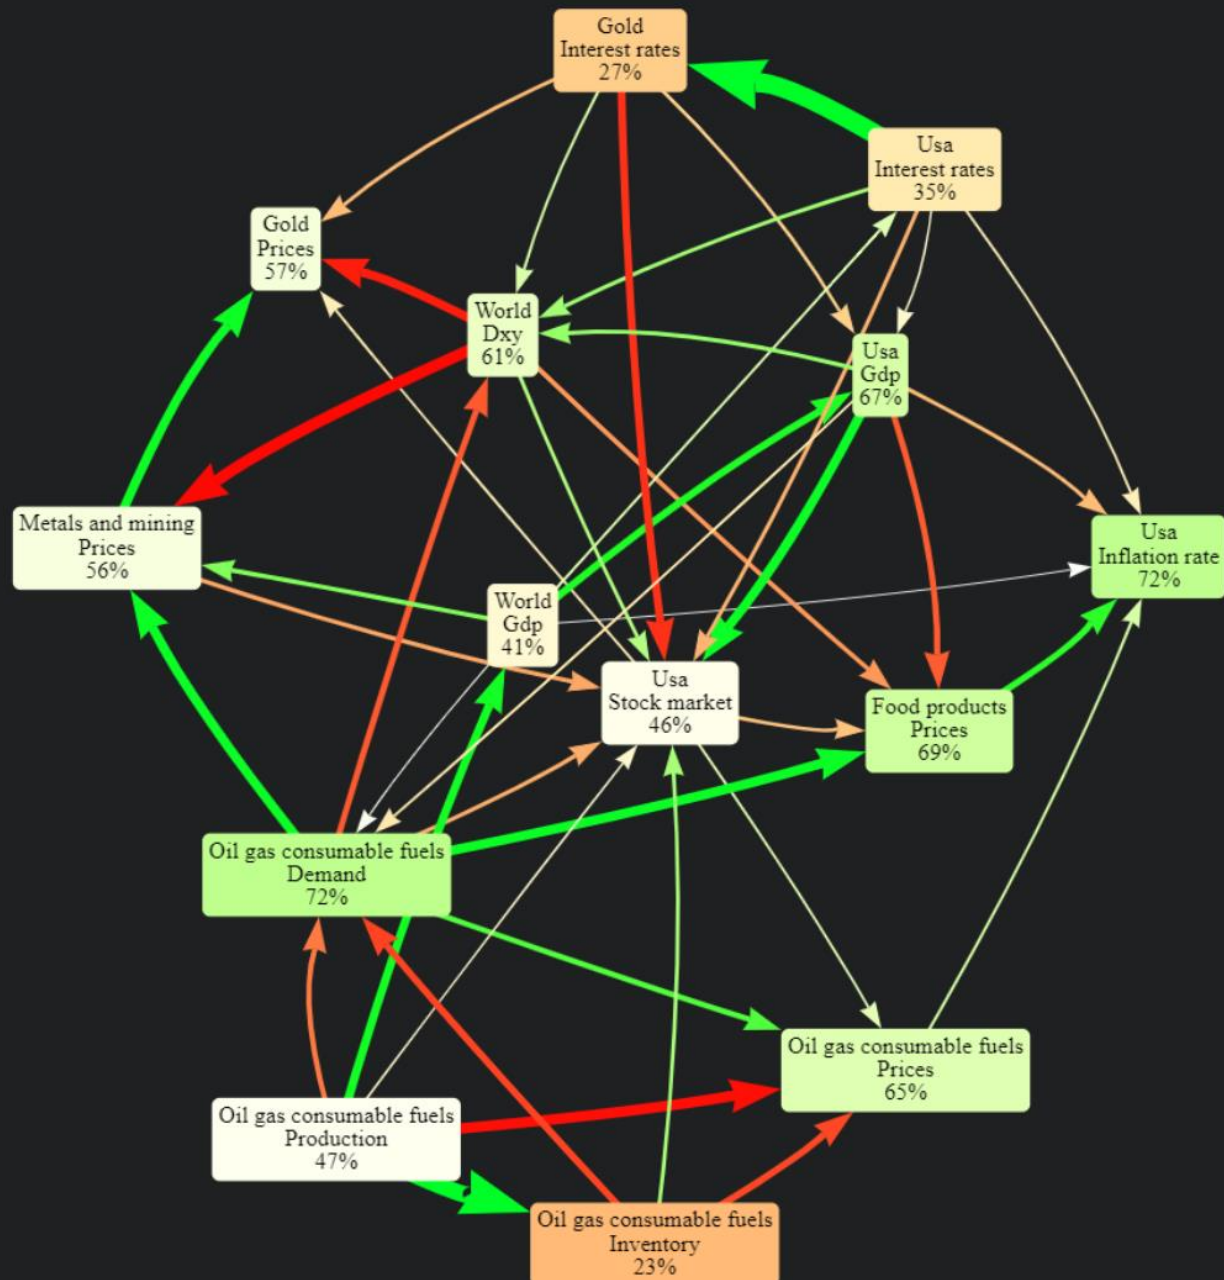 Gold
Interest rates
27%
Usa
Interest rates
35%
Gold
Prices
57%
World
Dxy
61%
Usa
Gdp
67%
Metals and mining
Prices
56%
Usa
Inflation rate
72%
World
Gdp
41%
Usa
Stock market
46%
Food products
Prices
69%
Oil gas consumable fuels
Demand
72%
Oil gas consumable fuels
Prices
65%
Oil gas consumable fuels
Production
47%
Oil gas consumable fuels
Inventory
23%